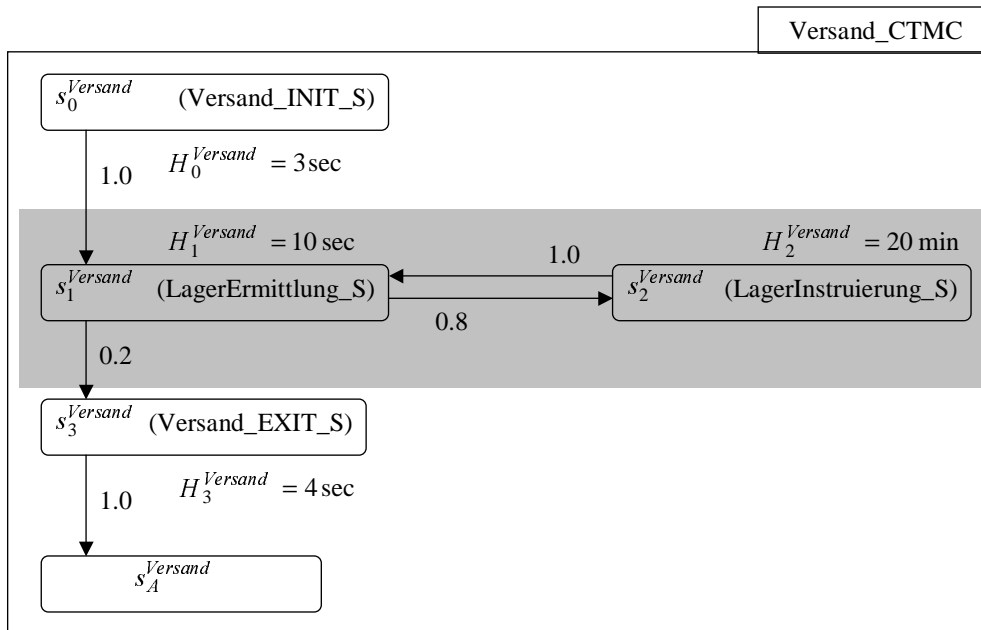 Versand_CTMC
s_0^Versand (Versand_INIT_S)
H_0^Versand = 3 sec
1.0
H_1^Versand = 10 sec
H_2^Versand = 20 min
1.0
s_1^Versand (LagerErmittlung_S)
s_2^Versand (LagerInstruierung_S)
0.8
0.2
s_3^Versand (Versand_EXIT_S)
H_3^Versand = 4 sec
1.0
s_A^Versand